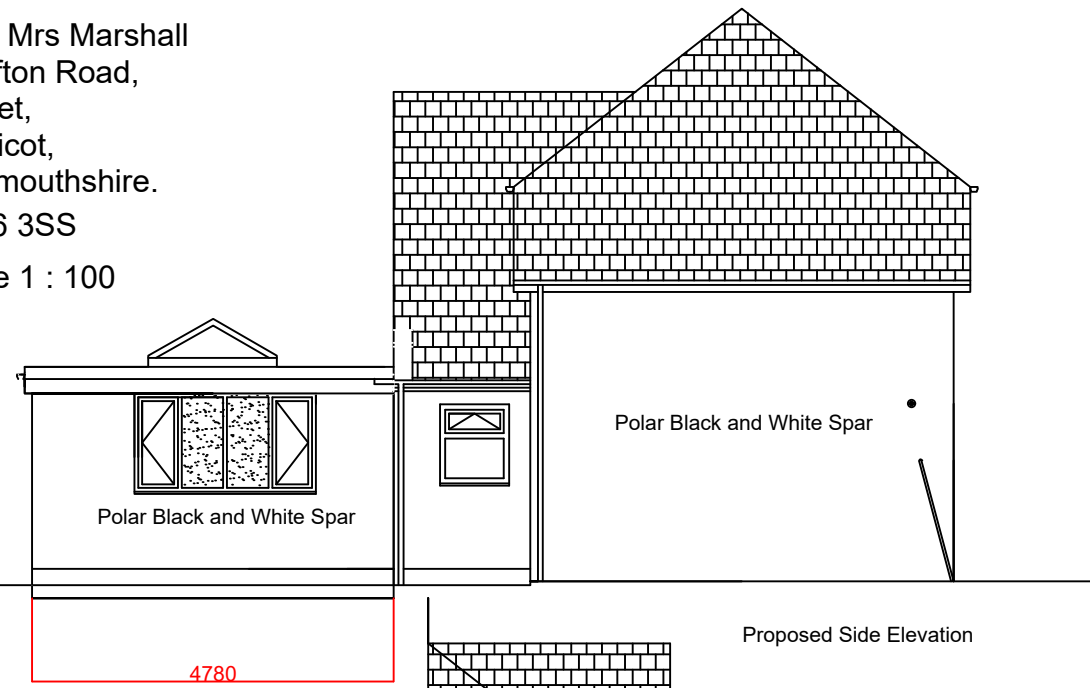 Mrs Marshall
fton Road,
et,
icot,
mouthshire.
6 3SS
e 1 : 100
Polar Black and White Spar
Polar Black and White Spar
Proposed Side Elevation
4780